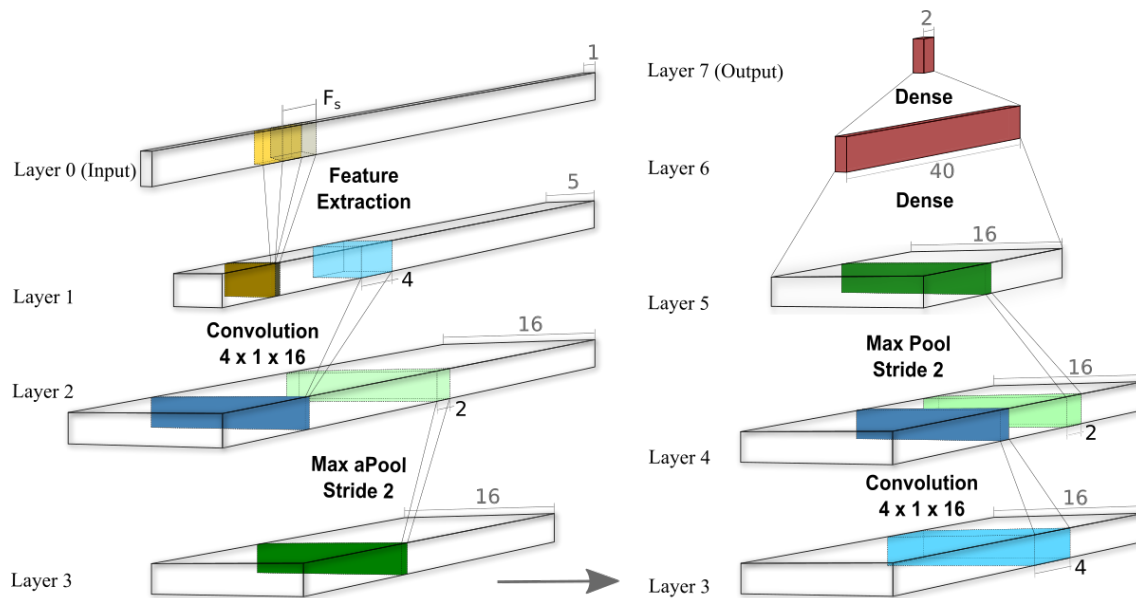 1
F_s
Layer 0 (Input)
Feature
Extraction
5
4
Layer 1
Convolution
4 x 1 x 16
16
Layer 2
2
Max aPool
Stride 2
16
Layer 3
2
Layer 7 (Output)
Dense
Layer 6
40
Dense
16
Layer 5
Max Pool
Stride 2
16
2
Layer 4
Convolution
4 x 1 x 16
16
Layer 3
4